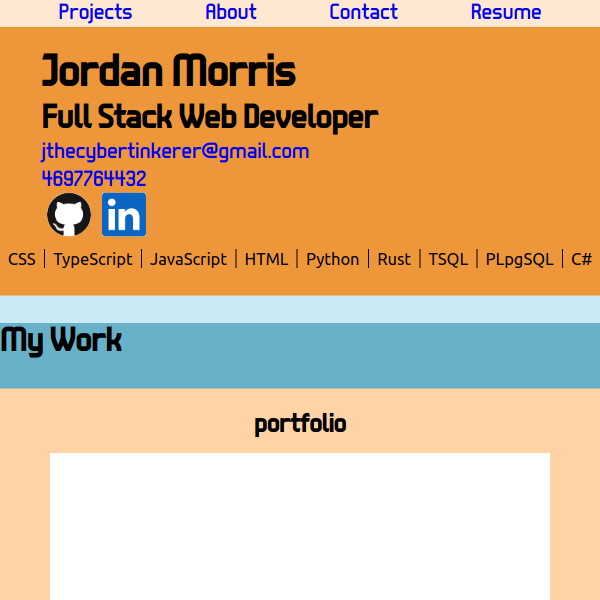 Projects About Contact Resume
Jordan Morris
Full Stack Web Developer
jthecybertinkerer@gmail.com
4697764432
in
CSS | TypeScript | JavaScript | HTML | Python | Rust | TSQL | PLpgSQL | C#
My Work
portfolio